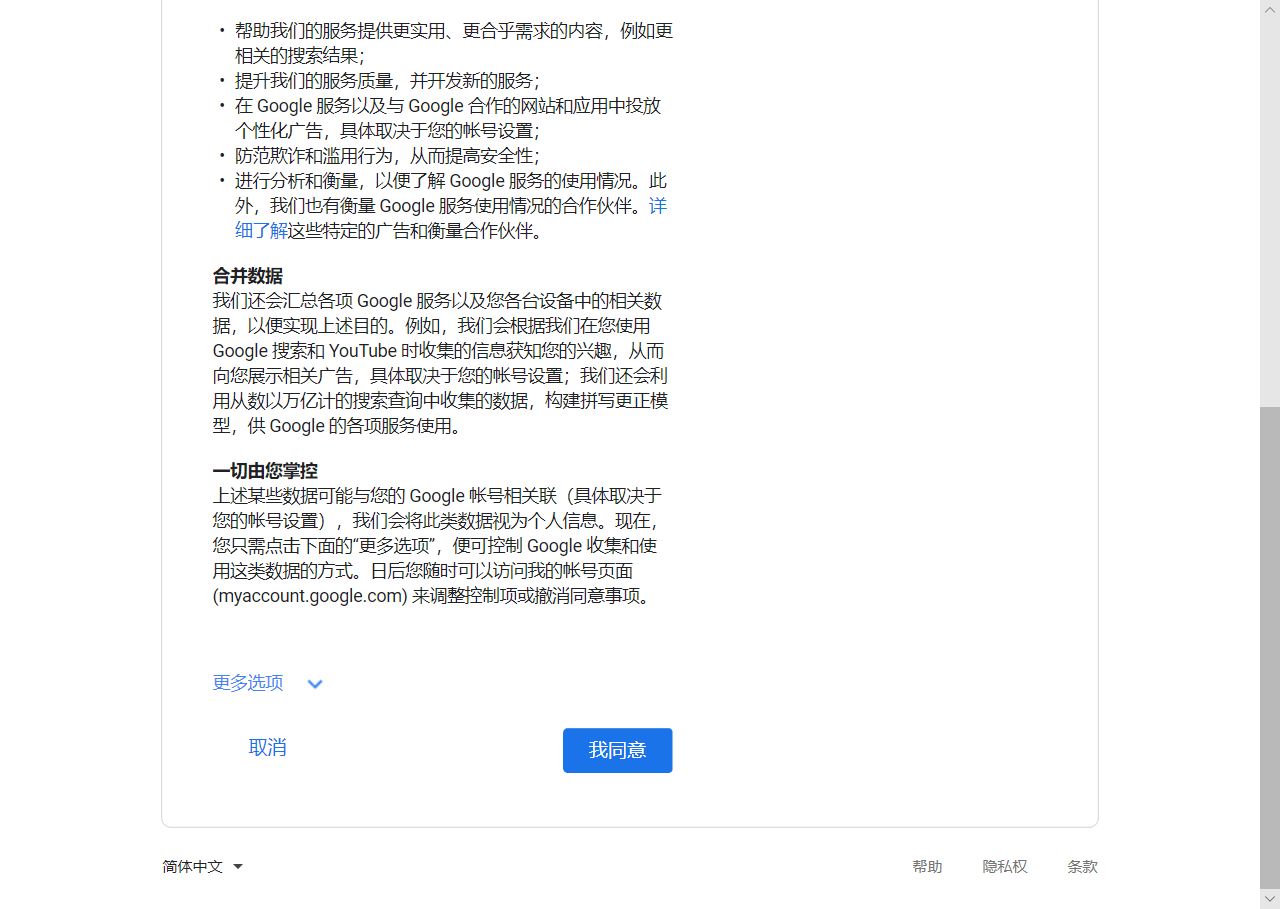 • 帮助我们的服务提供更实用、更合乎需求的内容，例如更
相关的搜索结果；
• 提升我们的服务质量，并开发新的服务；
• 在 Google 服务以及与 Google 合作的网站和应用中投放
个性化广告，具体取决于您的帐号设置；
• 防范欺诈和滥用行为，从而提高安全性；
• 进行分析和衡量，以便了解 Google 服务的使用情况。此
外，我们也有衡量 Google 服务使用情况的合作伙伴。详
细了解这些特定的广告和衡量合作伙伴。
合并数据
我们还会汇总各项 Google 服务以及您各台设备中的相关数
据，以便实现上述目的。例如，我们会根据我们在您使用
Google 搜索和 YouTube 时收集的信息获知您的兴趣，从而
向您展示相关广告，具体取决于您的帐号设置；我们还会利
用从数以万亿计的搜索查询中收集的数据，构建拼写更正模
型，供 Google 的各项服务使用。
一切由您掌控
上述某些数据可能与您的 Google 帐号相关联（具体取决于
您的帐号设置），我们会将此类数据视为个人信息。现在，
您只需点击下面的“更多选项”，便可控制 Google 收集和使
用这类数据的方式。日后您随时可以访问我的帐号页面
(myaccount.google.com) 来调整控制项或撤消同意事项。
更多选项
取消 我同意
简体中文 帮助 隐私权 条款